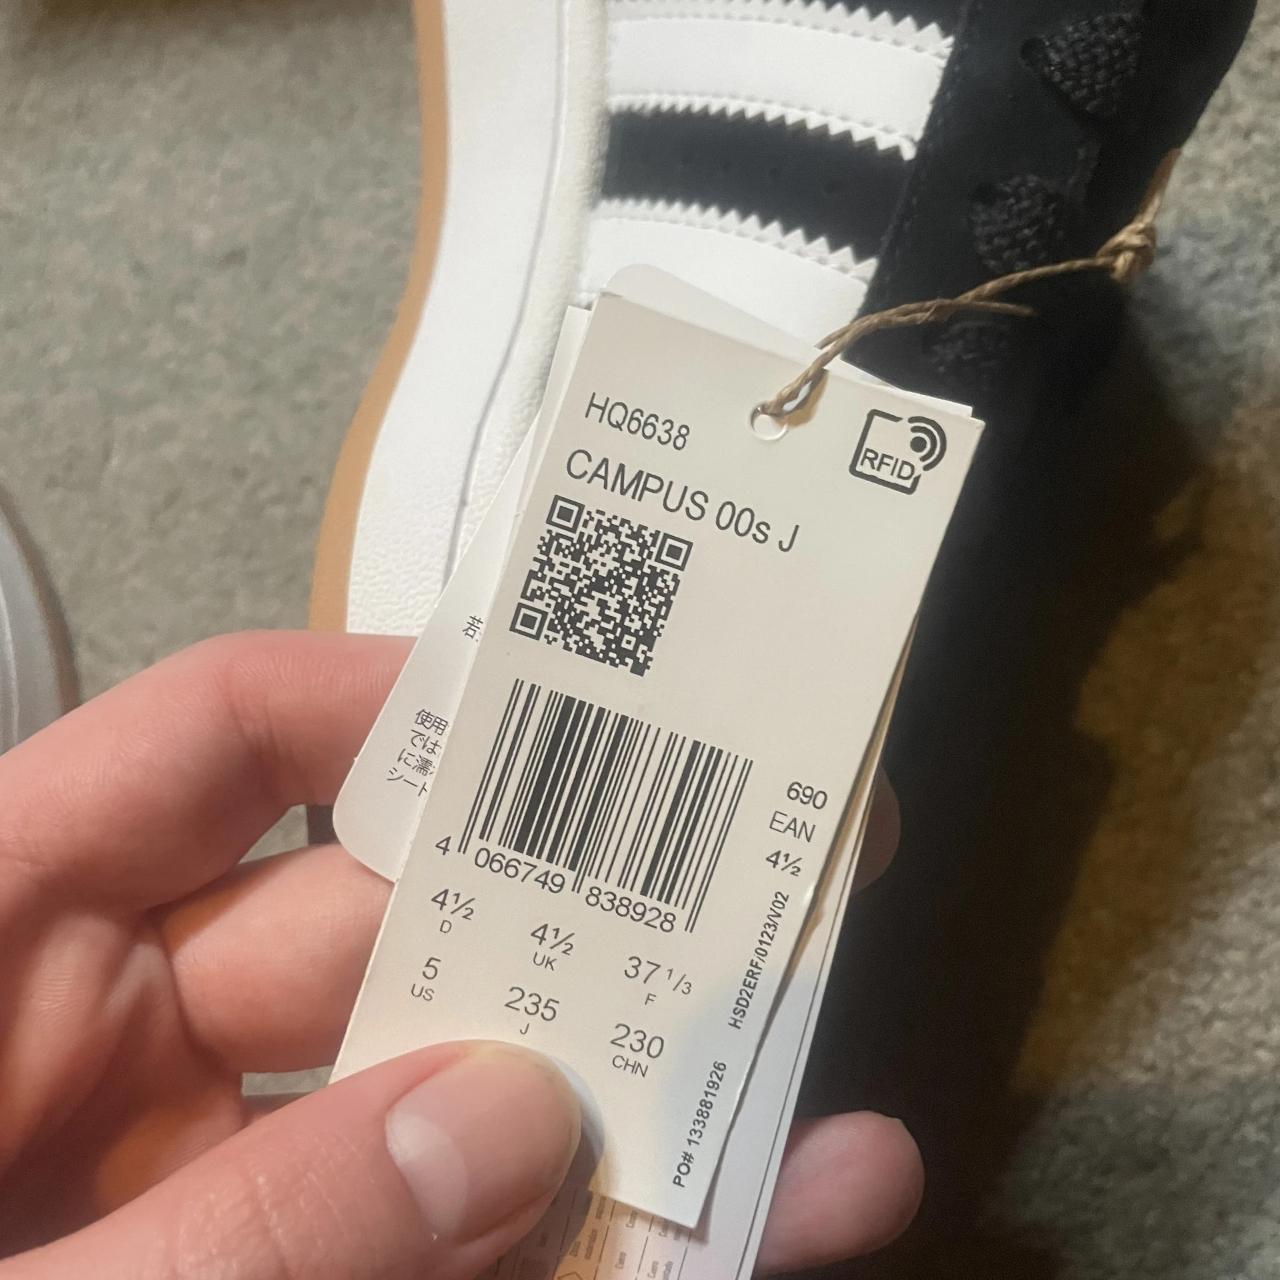 HQ6638
CAMPUS 00s J
RFID
690
EAN
4½
4 066749 838928
4½
D
4½
UK
37 1/3
F
5
US
235
J
230
CHN
HSD2ERF/0123/V02
PO# 133881926
使用
では
に濡
シート